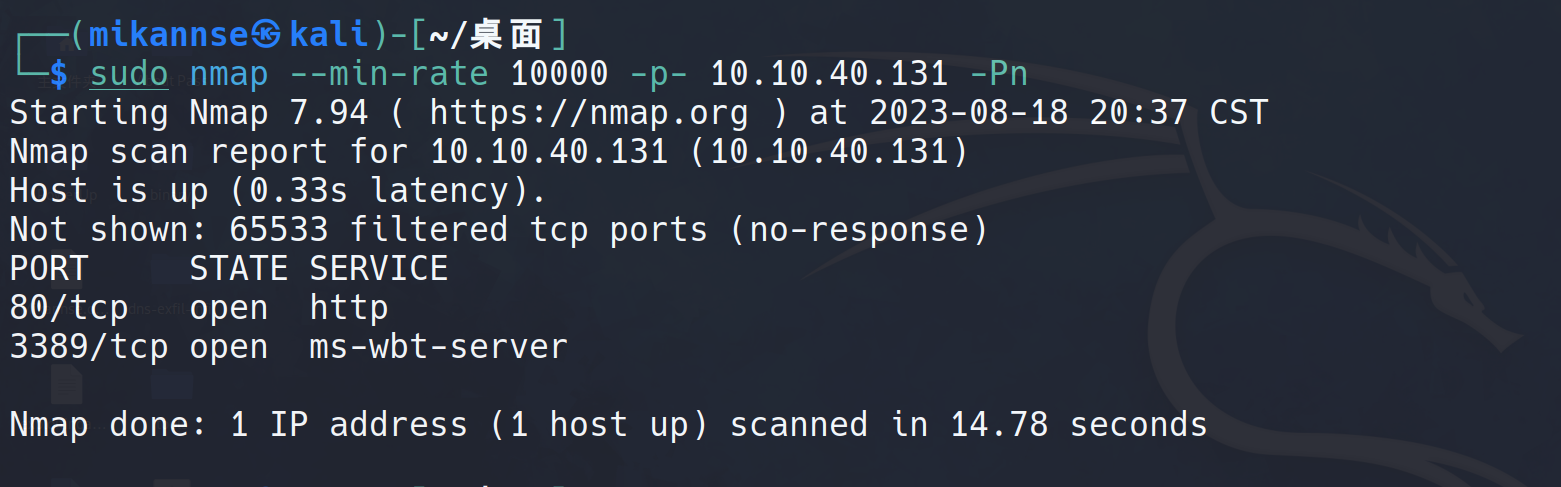 ┌──(mikannse㉿kali)-[~/桌面]
└─$ sudo nmap --min-rate 10000 -p- 10.10.40.131 -Pn
Starting Nmap 7.94 ( https://nmap.org ) at 2023-08-18 20:37 CST
Nmap scan report for 10.10.40.131 (10.10.40.131)
Host is up (0.33s latency).
Not shown: 65533 filtered tcp ports (no-response)
PORT     STATE SERVICE
80/tcp   open  http
3389/tcp open  ms-wbt-server

Nmap done: 1 IP address (1 host up) scanned in 14.78 seconds